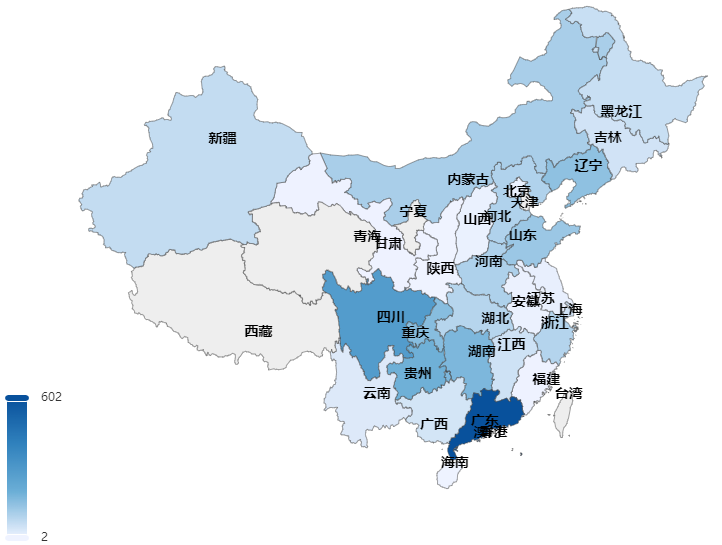 黑龙江
新疆
吉林
辽宁
内蒙古
北京
天津
宁夏
山西
河北
青海
甘肃
山东
陕西
河南
安徽
江苏
上海
西藏
四川
重庆
湖北
浙江
湖南
江西
贵州
福建
云南
台湾
广西
广东
香港
海南
602
2